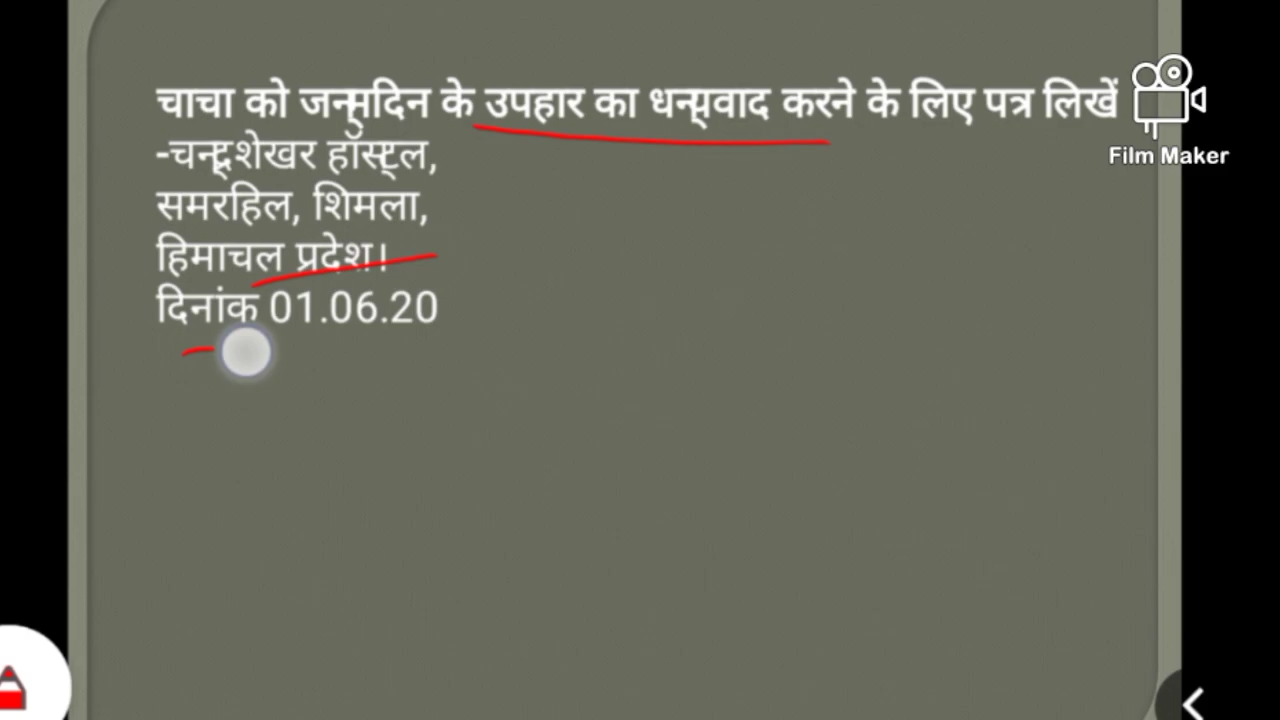 चाचा को जन्मदिन के उपहार का धन्यवाद करने के लिए पत्र लिखें
-चन्द्रशेखर हॉस्टल,
समरहिल, शिमला,
हिमाचल प्रदेश।
दिनांक 01.06.20
Film Maker